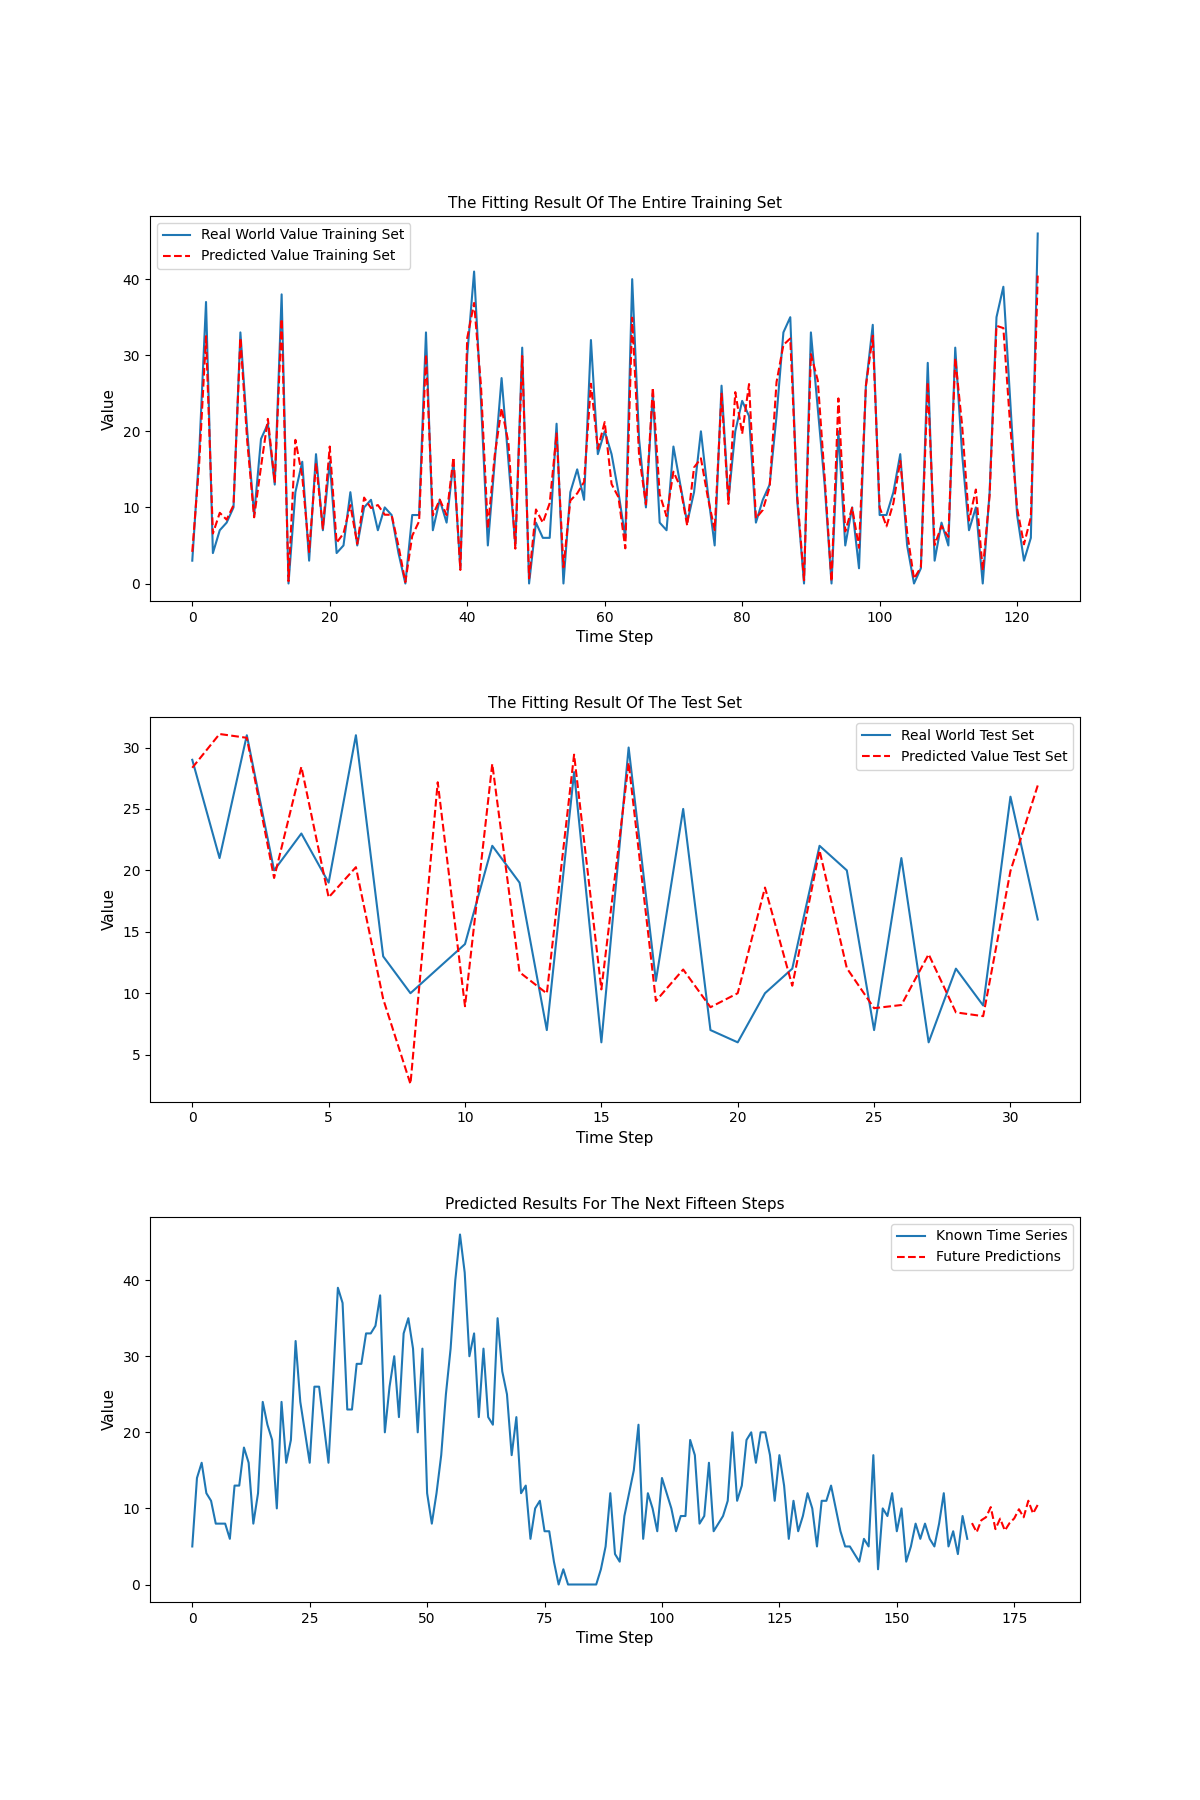 The Fitting Result Of The Entire Training Set
Real World Value Training Set
Predicted Value Training Set
Value
40
30
20
10
0
0 20 40 60 80 100 120
Time Step
The Fitting Result Of The Test Set
Real World Test Set
Predicted Value Test Set
Value
30
25
20
15
10
5
0 5 10 15 20 25 30
Time Step
Predicted Results For The Next Fifteen Steps
Known Time Series
Future Predictions
Value
40
30
20
10
0
0 25 50 75 100 125 150 175
Time Step